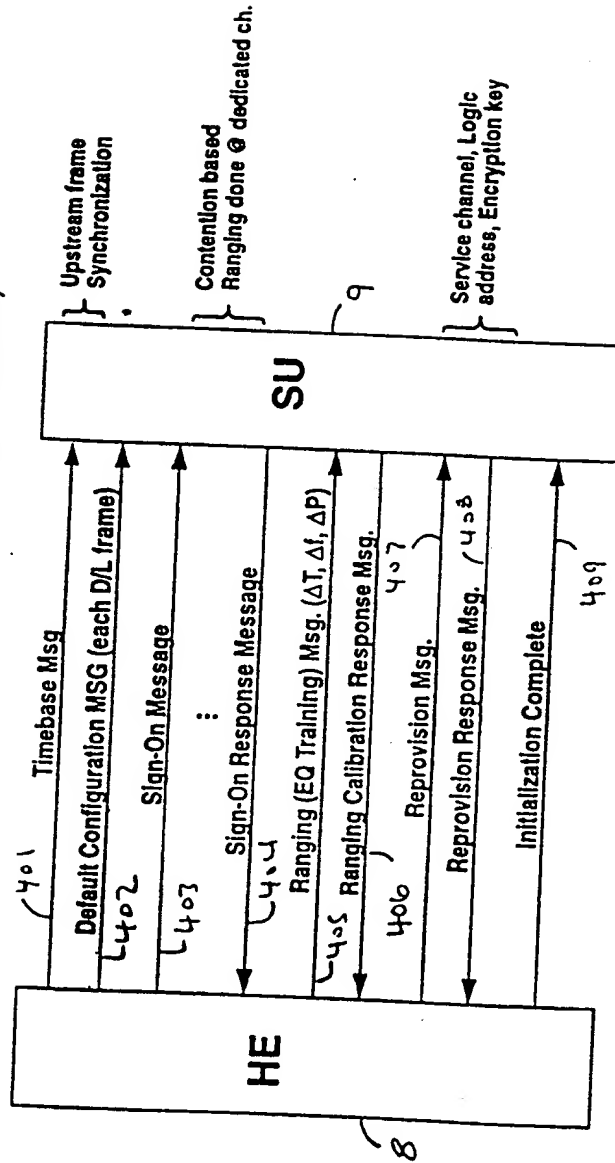 401
Timebase Msg
Upstream frame
Synchronization
Default Configuration MSG (each D/L frame)
402
Sign-On Message
403
Contention based
Ranging done @ dedicated ch.
...
Sign-On Response Message
404
HE
SU
8
9
Ranging (EQ Training) Msg. (ΔT, Δf, ΔP)
405
Ranging Calibration Response Msg.
406
407
Reprovision Msg.
Reprovision Response Msg.
408
Service channel, Logic
address, Encryption key
Initialization Complete
409